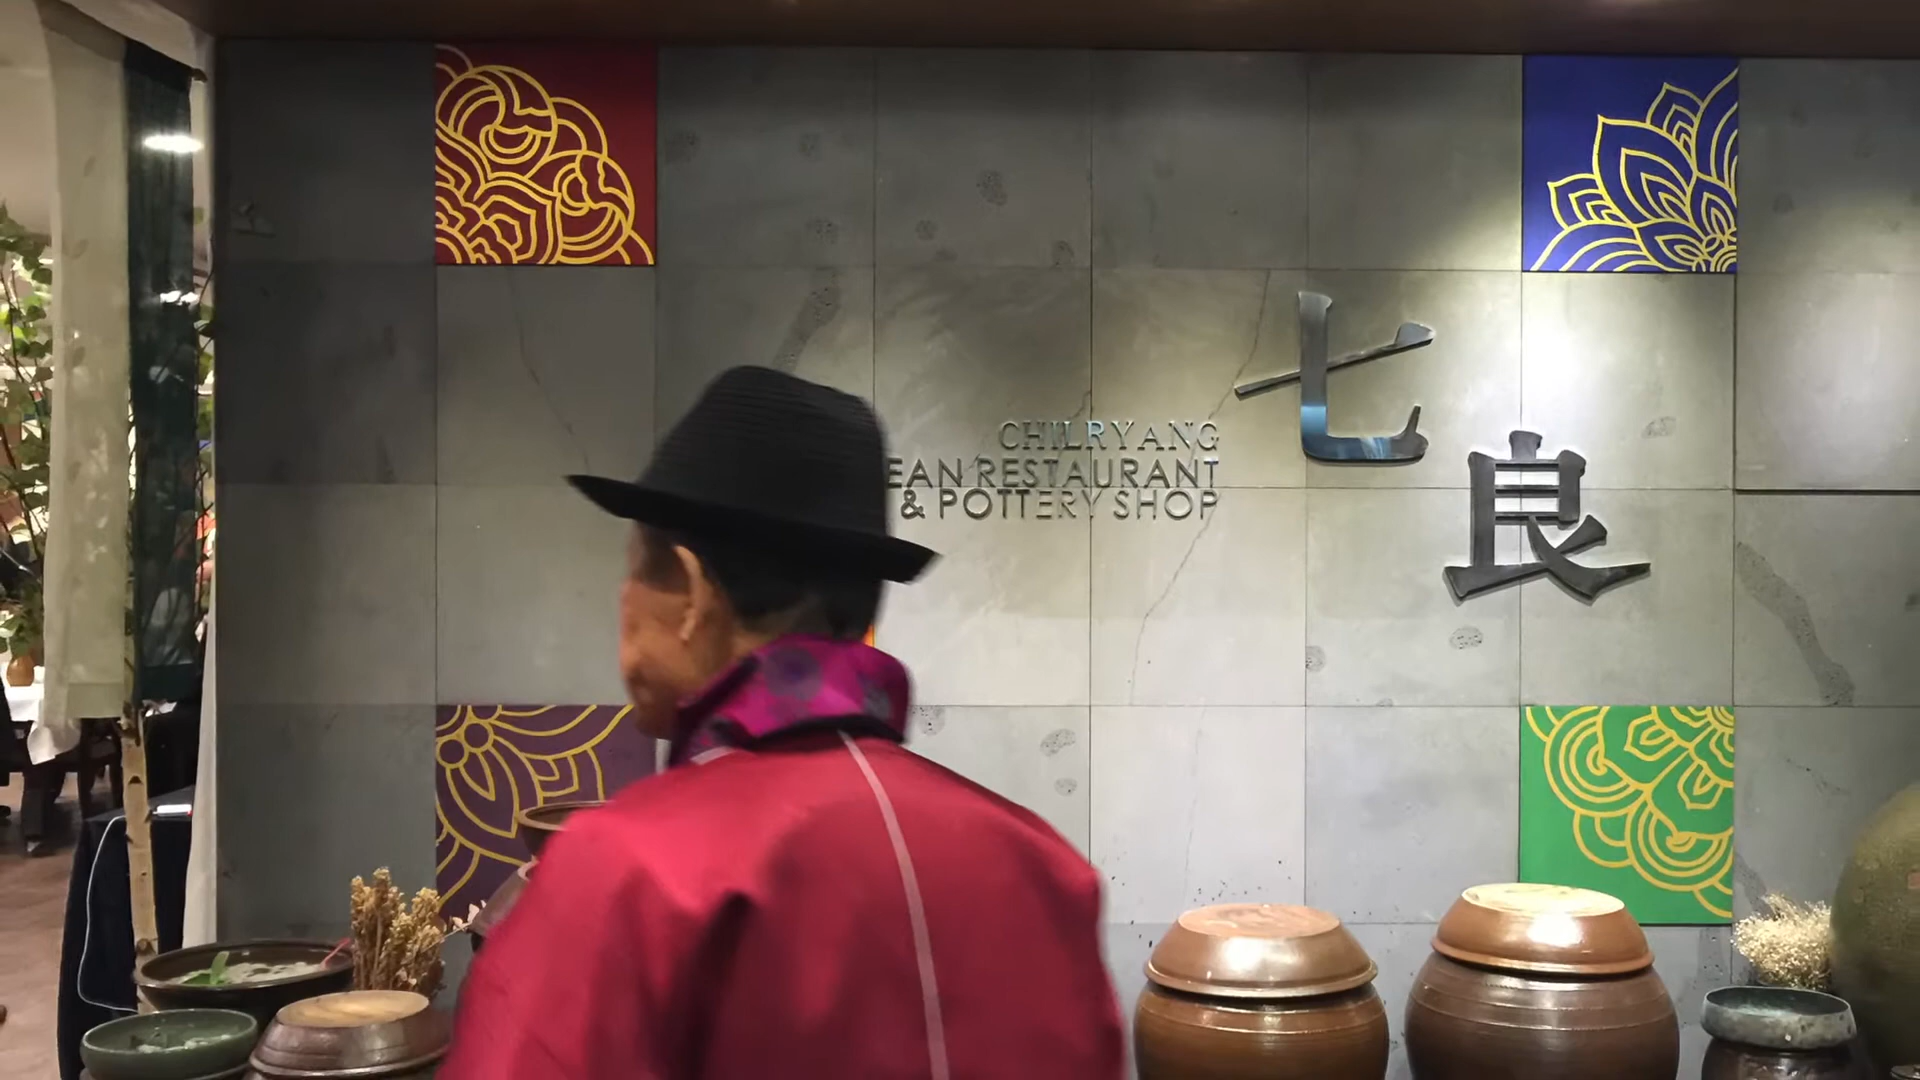 CHILRYANG
EAN RESTAURANT
& POTTERY SHOP
七良